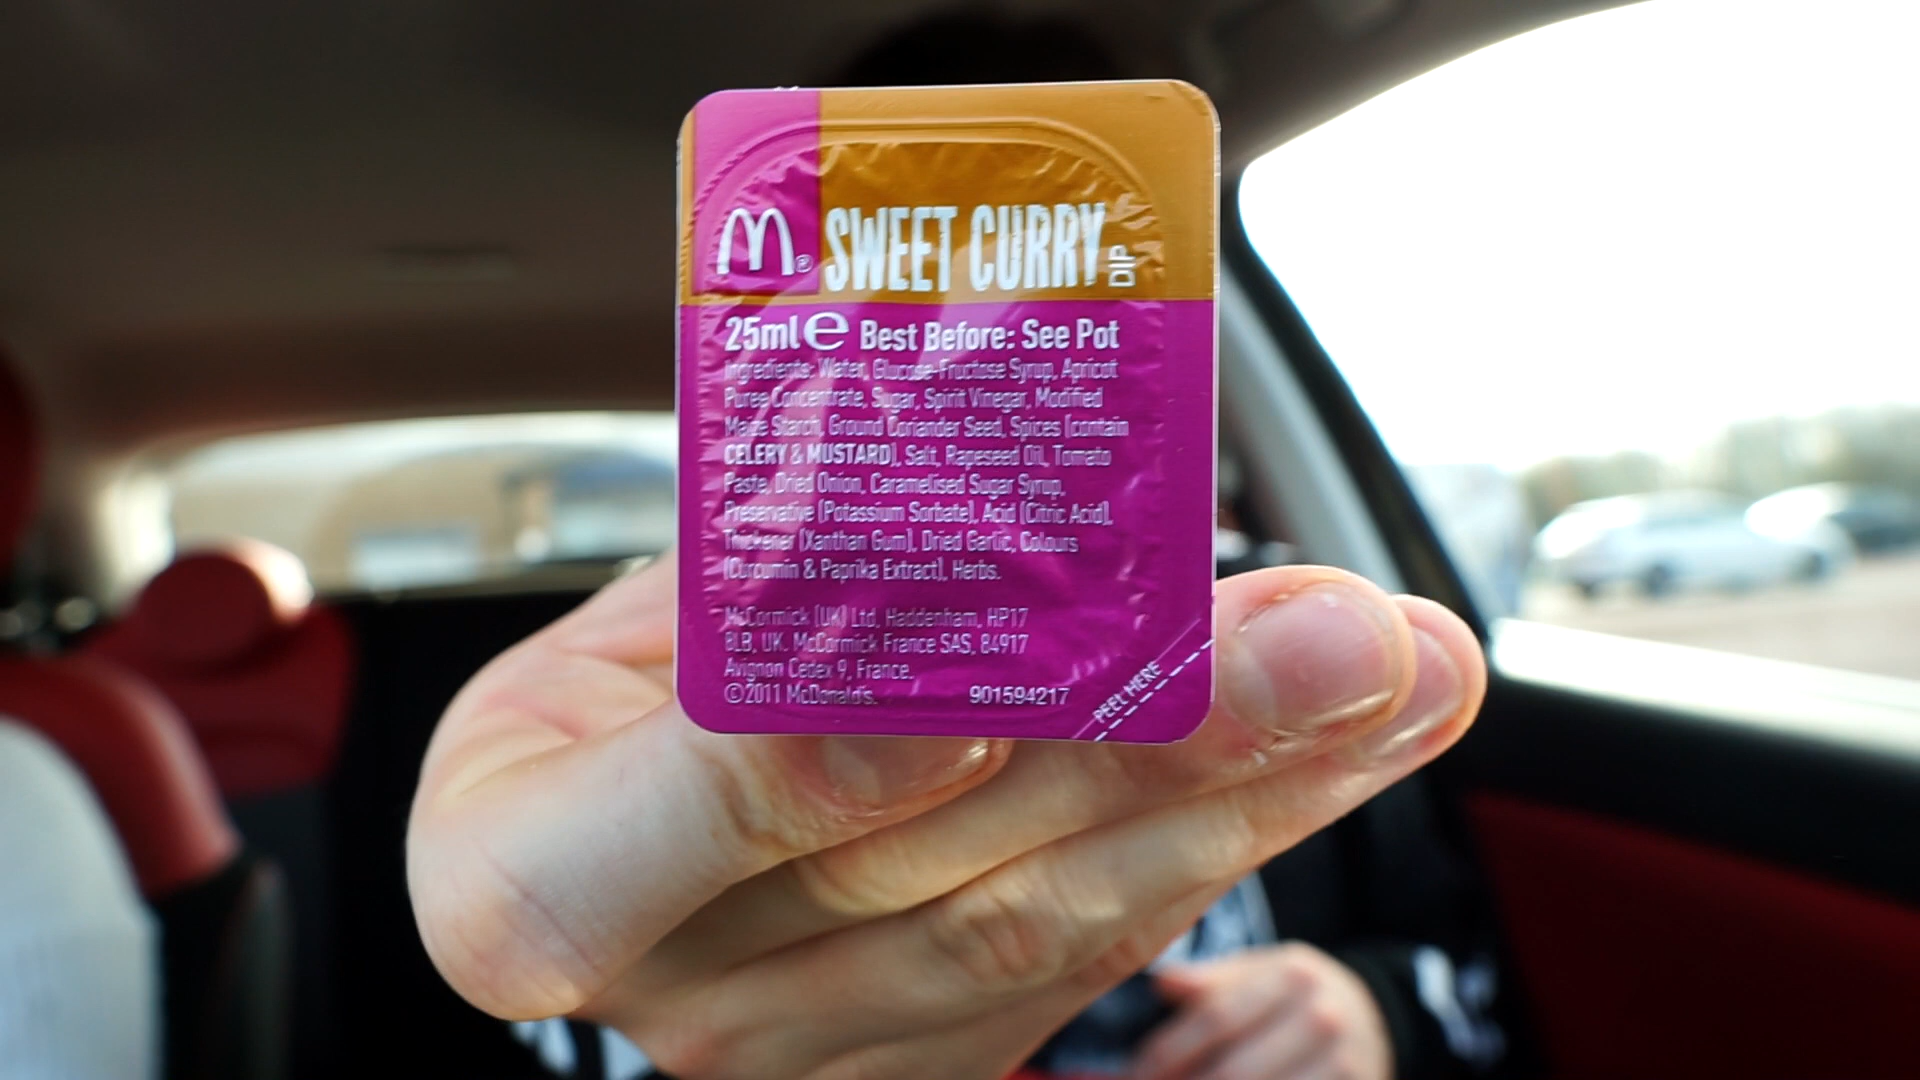 M® SWEET CURRY DIP
25ml e Best Before: See Pot
Ingredients: Water, Glucose-Fructose Syrup, Apricot
Puree Concentrate, Sugar, Spirit Vinegar, Modified
Maize Starch, Ground Coriander Seed, Spices (contain
CELERY & MUSTARD), Salt, Rapeseed Oil, Tomato
Paste, Dried Onion, Caramelised Sugar Syrup,
Preservative (Potassium Sorbate), Acid (Citric Acid),
Thickener (Xanthan Gum), Dried Garlic, Colours
(Curcumin & Paprika Extract), Herbs.
McCormick (UK) Ltd, Haddenham, HP17
8LB, UK. McCormick France SAS, 84917
Avignon Cedex 9, France.
©2011 McDonald's. 901594217
PEEL HERE